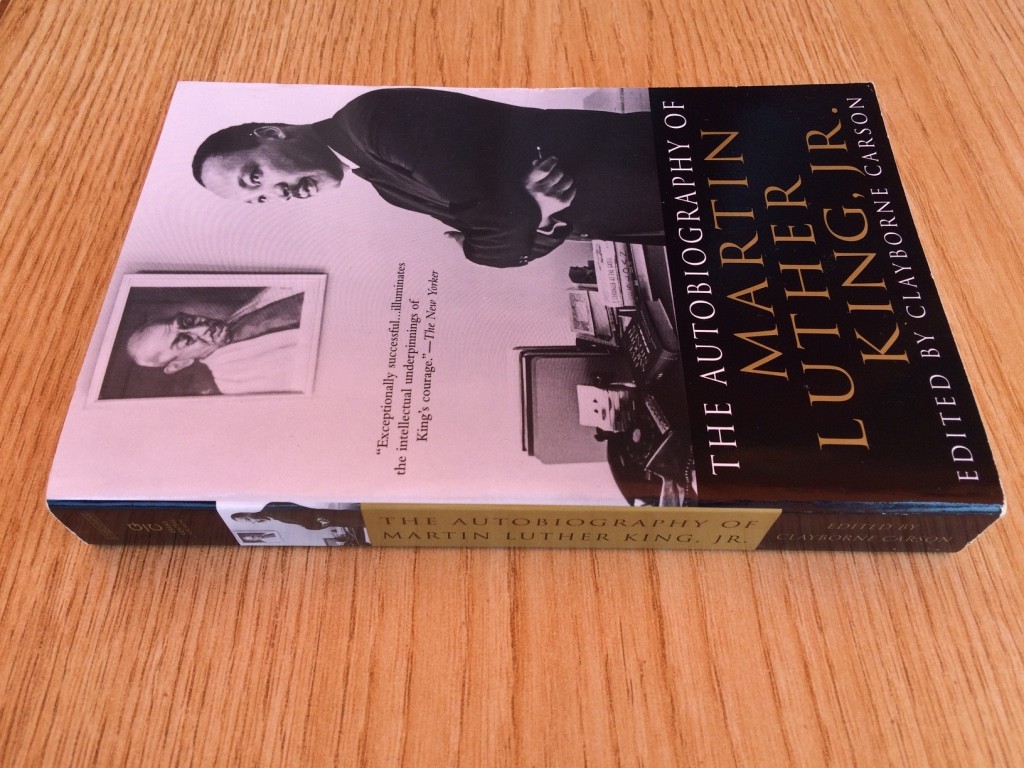 "Exceptionally successful...illuminates
the intellectual underpinnings of
King's courage."—The New Yorker
THE AUTOBIOGRAPHY OF
MARTIN
LUTHER
KING, JR.
EDITED BY CLAYBORNE CARSON
THE AUTOBIOGRAPHY OF
MARTIN LUTHER KING, JR.
EDITED BY
CLAYBORNE CARSON